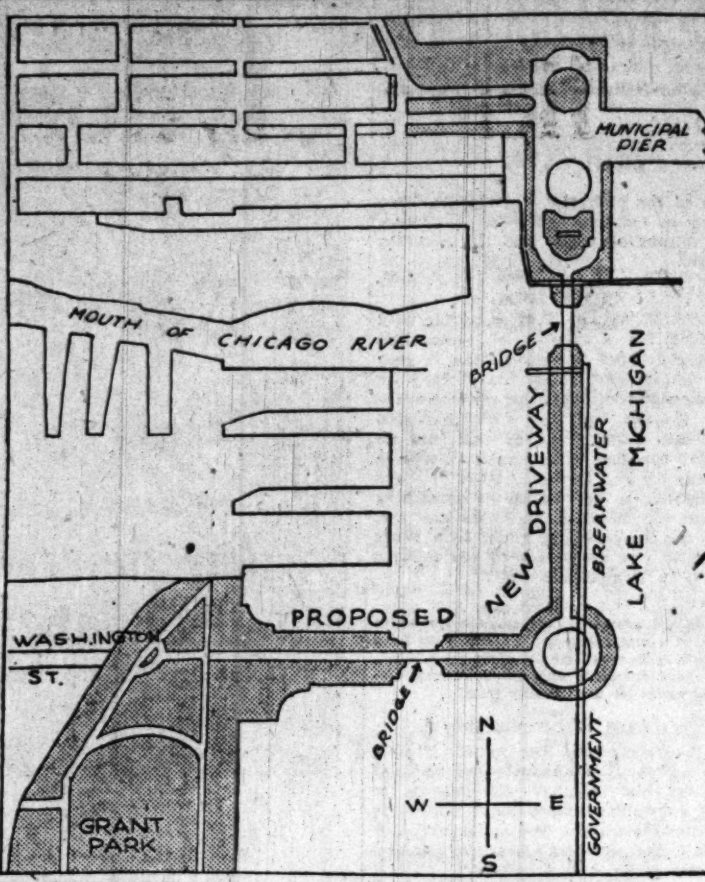 MUNICIPAL
PIER
MOUTH OF CHICAGO RIVER
BRIDGE
LAKE MICHIGAN
PROPOSED NEW DRIVEWAY
GOVERNMENT BREAKWATER
WASHINGTON
ST.
BRIDGE
N
W E
S
GRANT
PARK